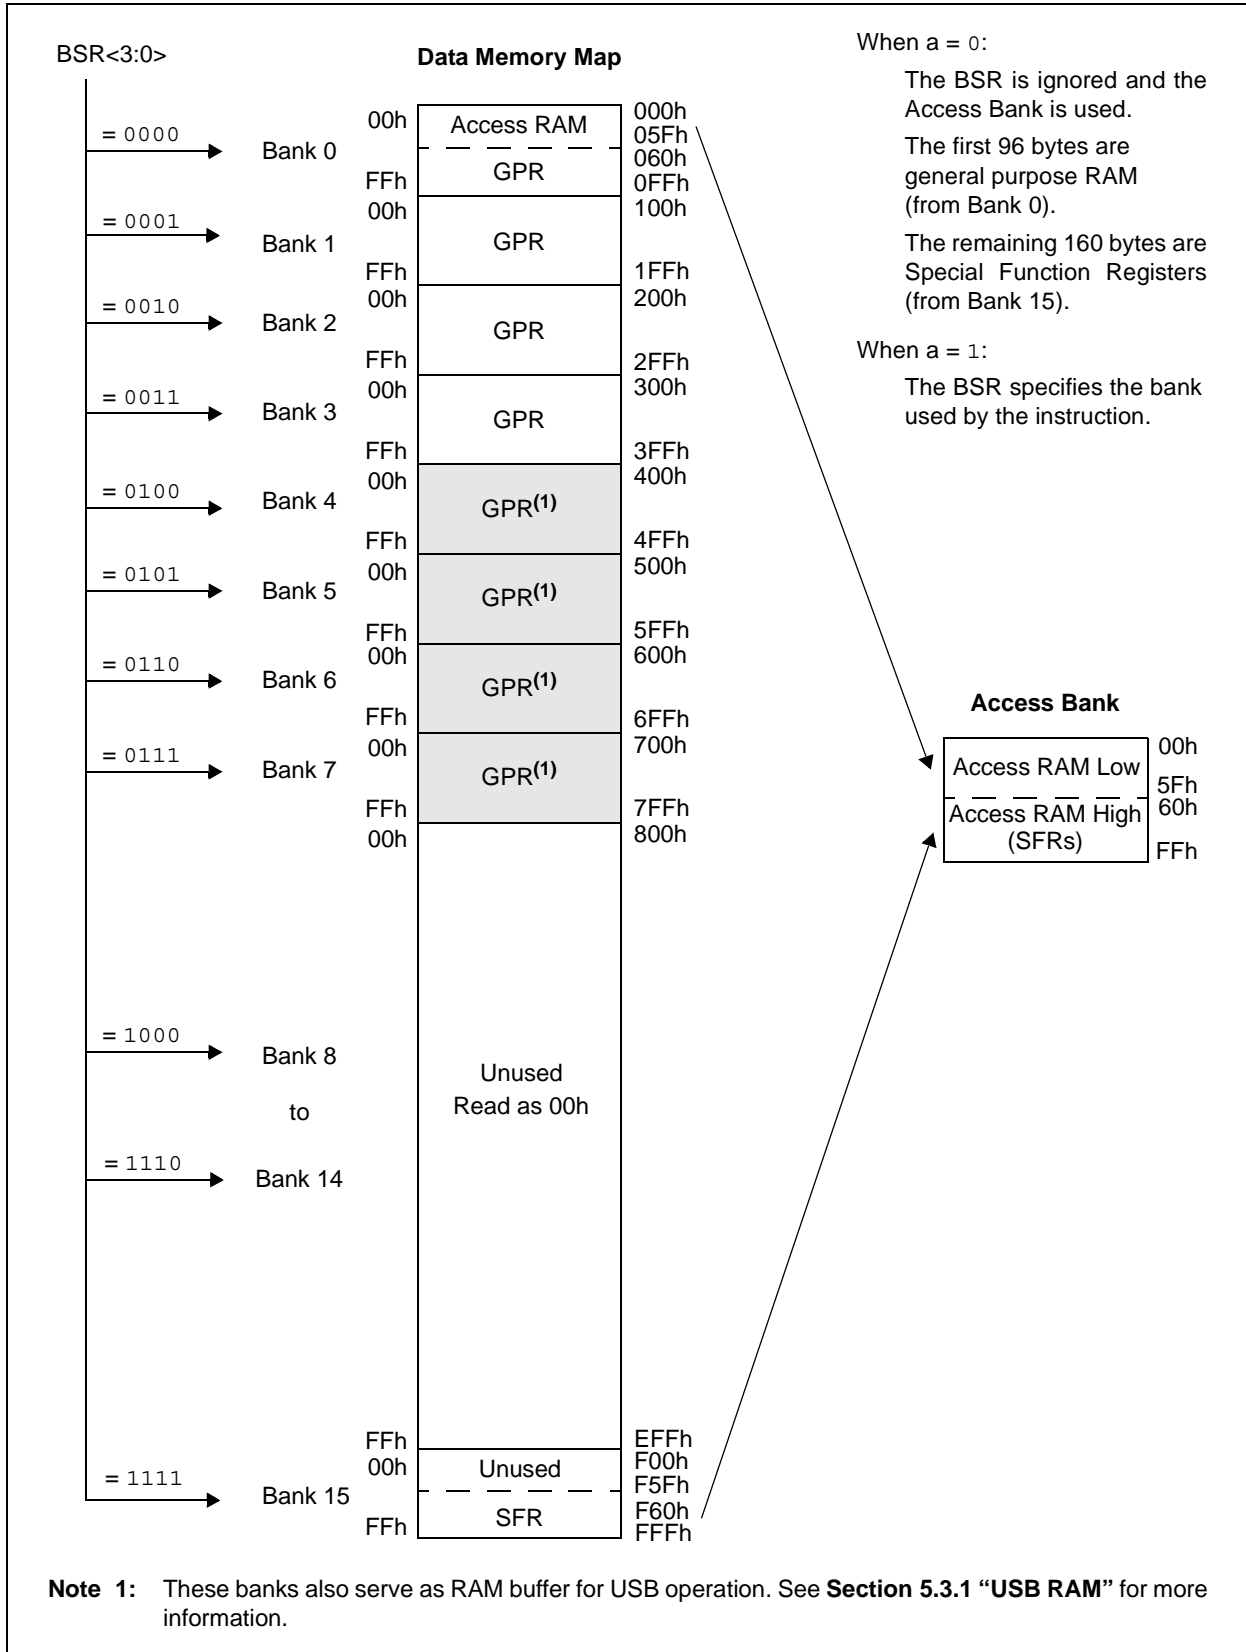 BSR<3:0>
Data Memory Map
When a = 0:
The BSR is ignored and the
Access Bank is used.
The first 96 bytes are
general purpose RAM
(from Bank 0).
The remaining 160 bytes are
Special Function Registers
(from Bank 15).
When a = 1:
The BSR specifies the bank
used by the instruction.
= 0000
Bank 0
00h
Access RAM
000h
05Fh
060h
GPR
FFh
0FFh
= 0001
Bank 1
00h
100h
GPR
FFh
1FFh
= 0010
Bank 2
00h
200h
GPR
FFh
2FFh
= 0011
Bank 3
00h
300h
GPR
FFh
3FFh
= 0100
Bank 4
00h
400h
GPR(1)
FFh
4FFh
= 0101
Bank 5
00h
500h
GPR(1)
FFh
5FFh
= 0110
Bank 6
00h
600h
GPR(1)
FFh
6FFh
= 0111
Bank 7
00h
700h
GPR(1)
FFh
7FFh
00h
800h
Access Bank
Access RAM Low
00h
5Fh
60h
Access RAM High
(SFRs)
FFh
= 1000
Bank 8
to
= 1110
Bank 14
Unused
Read as 00h
FFh
EFFh
= 1111
Bank 15
00h
F00h
Unused
F5Fh
F60h
SFR
FFh
FFFh
Note 1: These banks also serve as RAM buffer for USB operation. See Section 5.3.1 “USB RAM” for more
information.